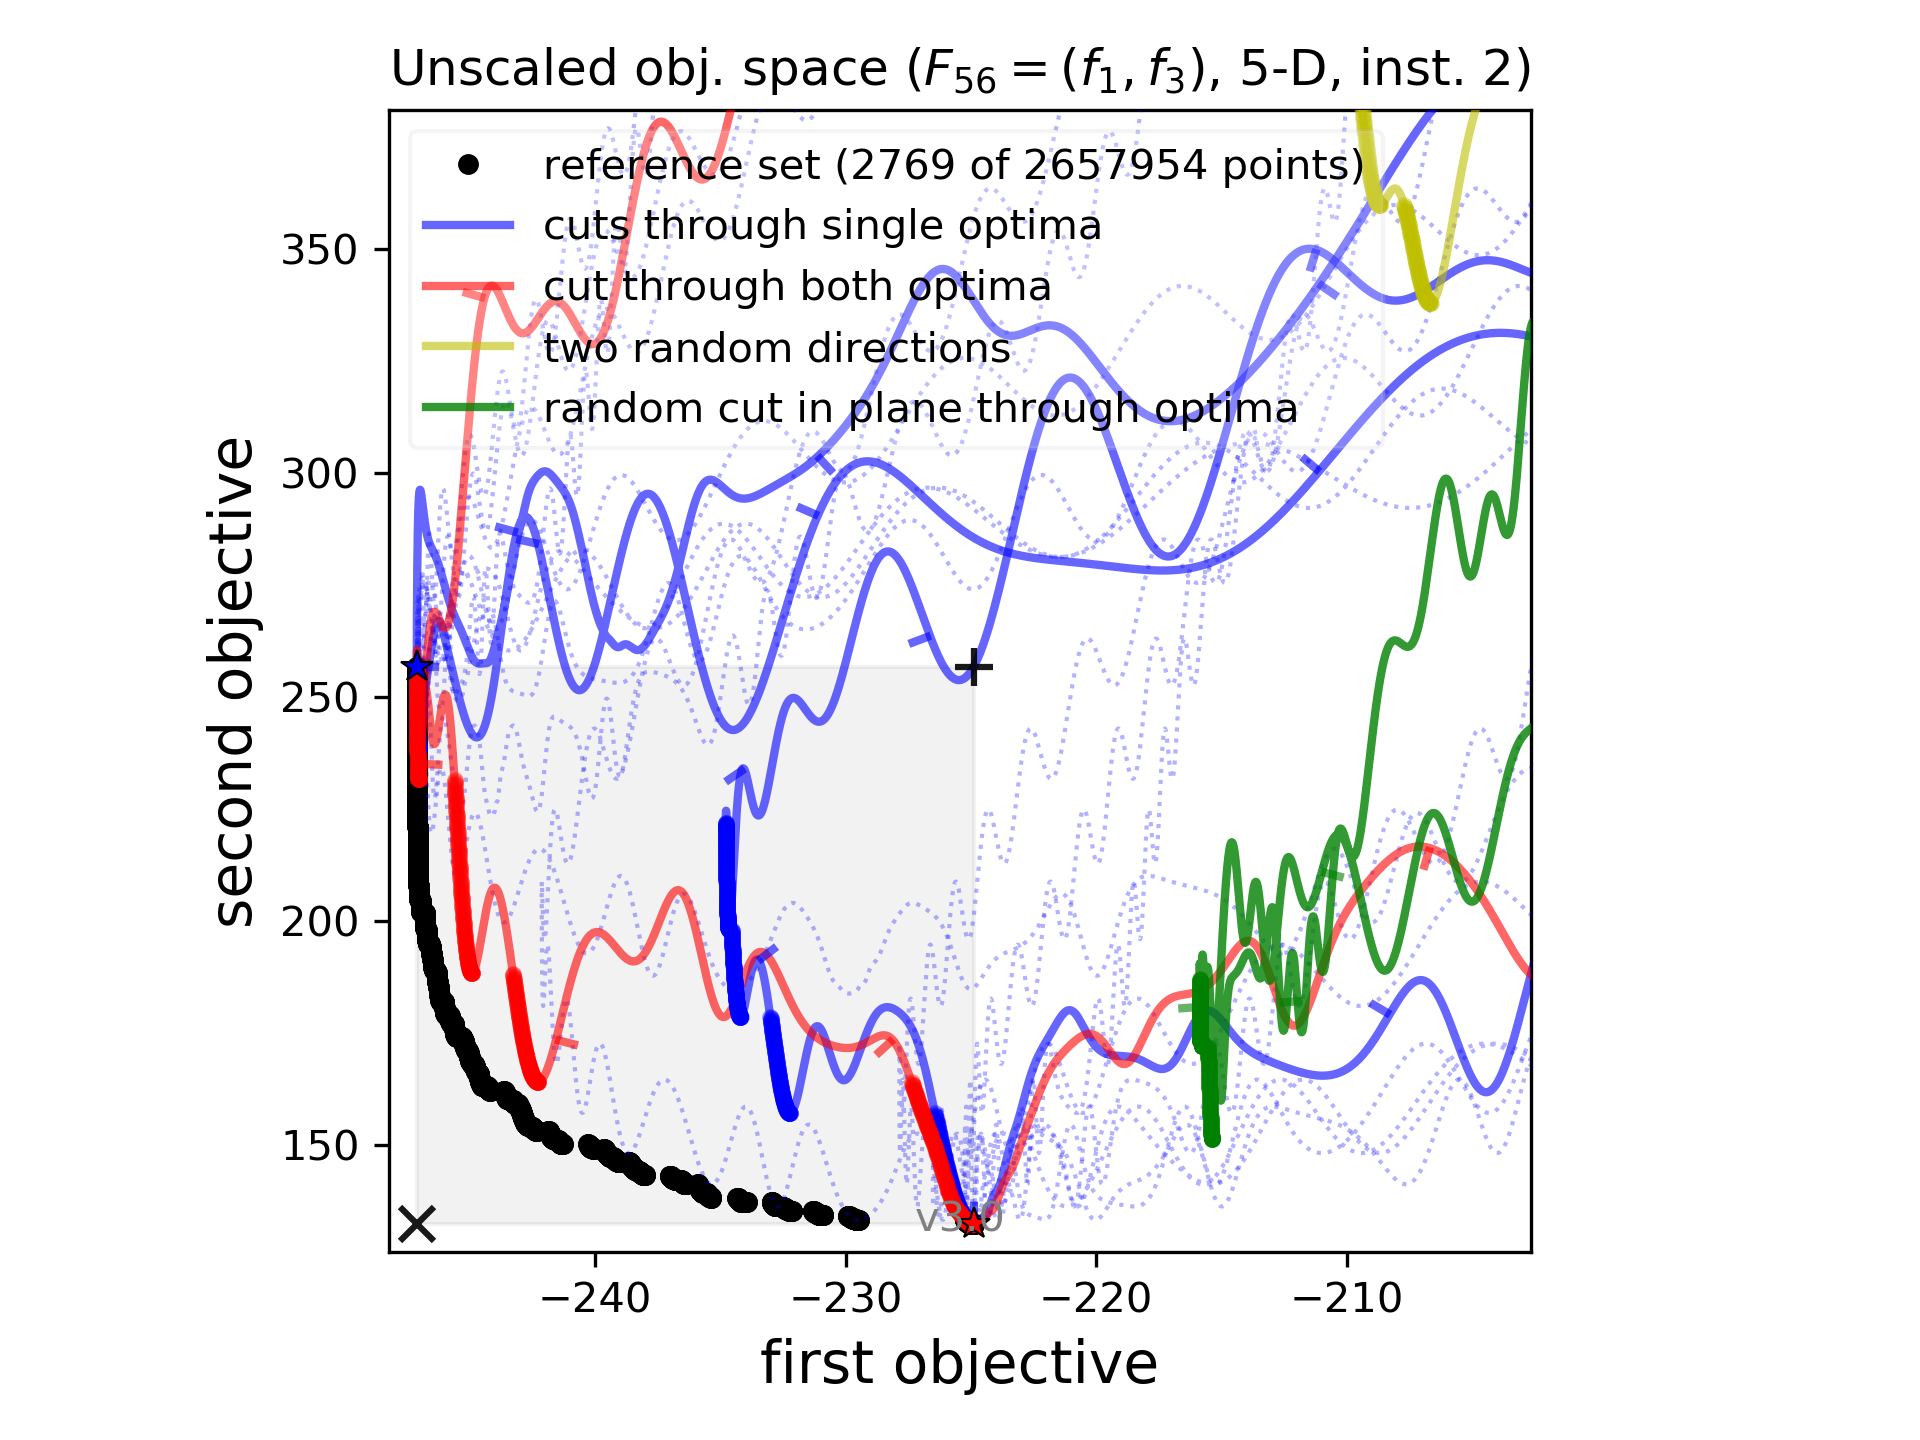 Unscaled obj. space (F₅₆ = (f₁, f₃), 5-D, inst. 2)
reference set (2769 of 2657954 points)
cuts through single optima
cut through both optima
two random directions
random cut in plane through optima
350
300
250
200
150
second objective
−240
−230
−220
−210
first objective